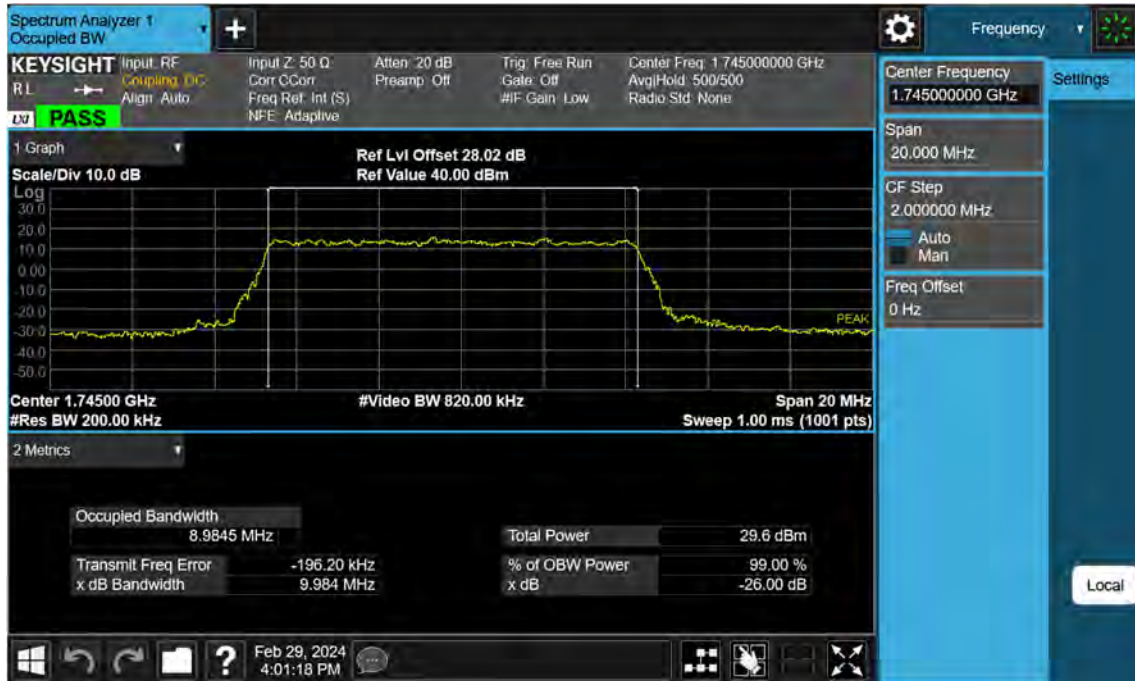 Spectrum Analyzer 1
Occupied BW
Frequency
KEYSIGHT
R L
PASS
Input: RF
Coupling: DC
Align: Auto
Input Z: 50 Ω
Corr CCorr
Freq Ref: Int (S)
NFE: Adaptive
Atten: 20 dB
Preamp: Off
Trig: Free Run
Gate: Off
#IF Gain: Low
Center Freq: 1.745000000 GHz
Avg|Hold: 500/500
Radio Std: None
1 Graph
Scale/Div 10.0 dB
Ref Lvl Offset 28.02 dB
Ref Value 40.00 dBm
Log
30.0
20.0
10.0
0.00
-10.0
-20.0
-30.0
-40.0
-50.0
PEAK
Center 1.74500 GHz
#Res BW 200.00 kHz
#Video BW 820.00 kHz
Span 20 MHz
Sweep 1.00 ms (1001 pts)
2 Metrics
Occupied Bandwidth
8.9845 MHz
Transmit Freq Error -196.20 kHz
x dB Bandwidth 9.984 MHz
Total Power 29.6 dBm
% of OBW Power 99.00 %
x dB -26.00 dB
Center Frequency
1.745000000 GHz
Span
20.000 MHz
CF Step
2.000000 MHz
Auto
Man
Freq Offset
0 Hz
Settings
Local
?
Feb 29, 2024
4:01:18 PM